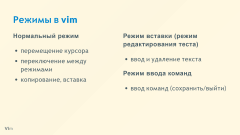 Режимы в vim
Нормальный режим
• перемещение курсора
• переключение между
режимами
• копирование, вставка
Режим вставки (режим
редактирования теста)
• ввод и удаление текста
Режим ввода команд
• ввод команд (сохранить/выйти)